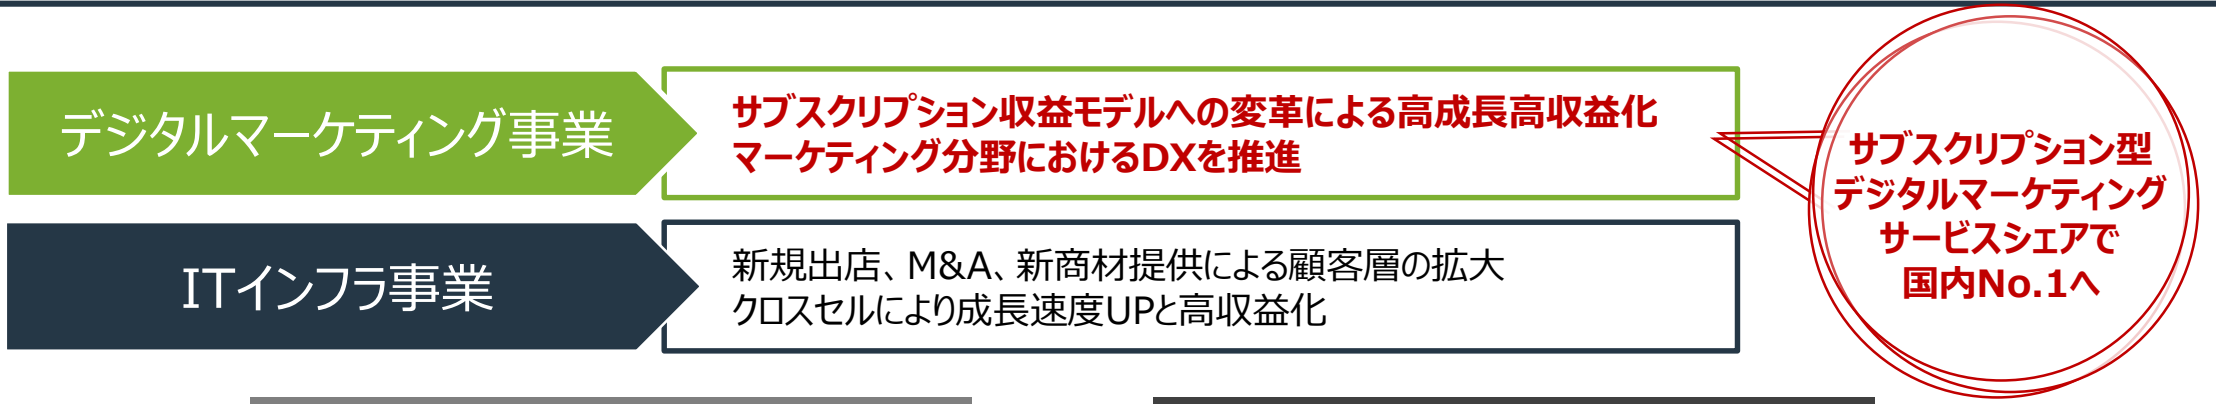 デジタルマーケティング事業
サブスクリプション収益モデルへの変革による高成長高収益化
マーケティング分野におけるDXを推進
サブスクリプション型
デジタルマーケティング
サービスシェアで
国内No.1へ
ITインフラ事業
新規出店、M&A、新商材提供による顧客層の拡大
クロスセルにより成長速度UPと高収益化